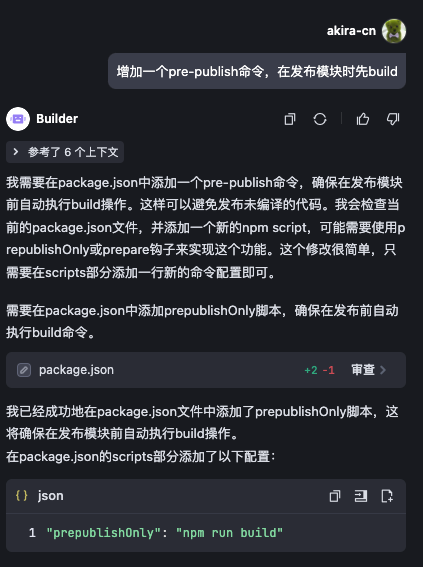 akira-cn
增加一个pre-publish命令，在发布模块时先build
Builder
参考了 6 个上下文
我需要在package.json中添加一个pre-publish命令，确保在发布模块
前自动执行build操作。这样可以避免发布未编译的代码。我会检查当
前的package.json文件，并添加一个新的npm script，可能需要使用p
republishOnly或prepare钩子来实现这个功能。这个修改很简单，只
需要在scripts部分添加一行新的命令配置即可。
需要在package.json中添加prepublishOnly脚本，确保在发布前自动
执行build命令。
package.json +2 -1 审查
我已经成功地在package.json文件中添加了prepublishOnly脚本，这
将确保在发布模块前自动执行build操作。
在package.json的scripts部分添加了以下配置：
{} json
1 "prepublishOnly": "npm run build"